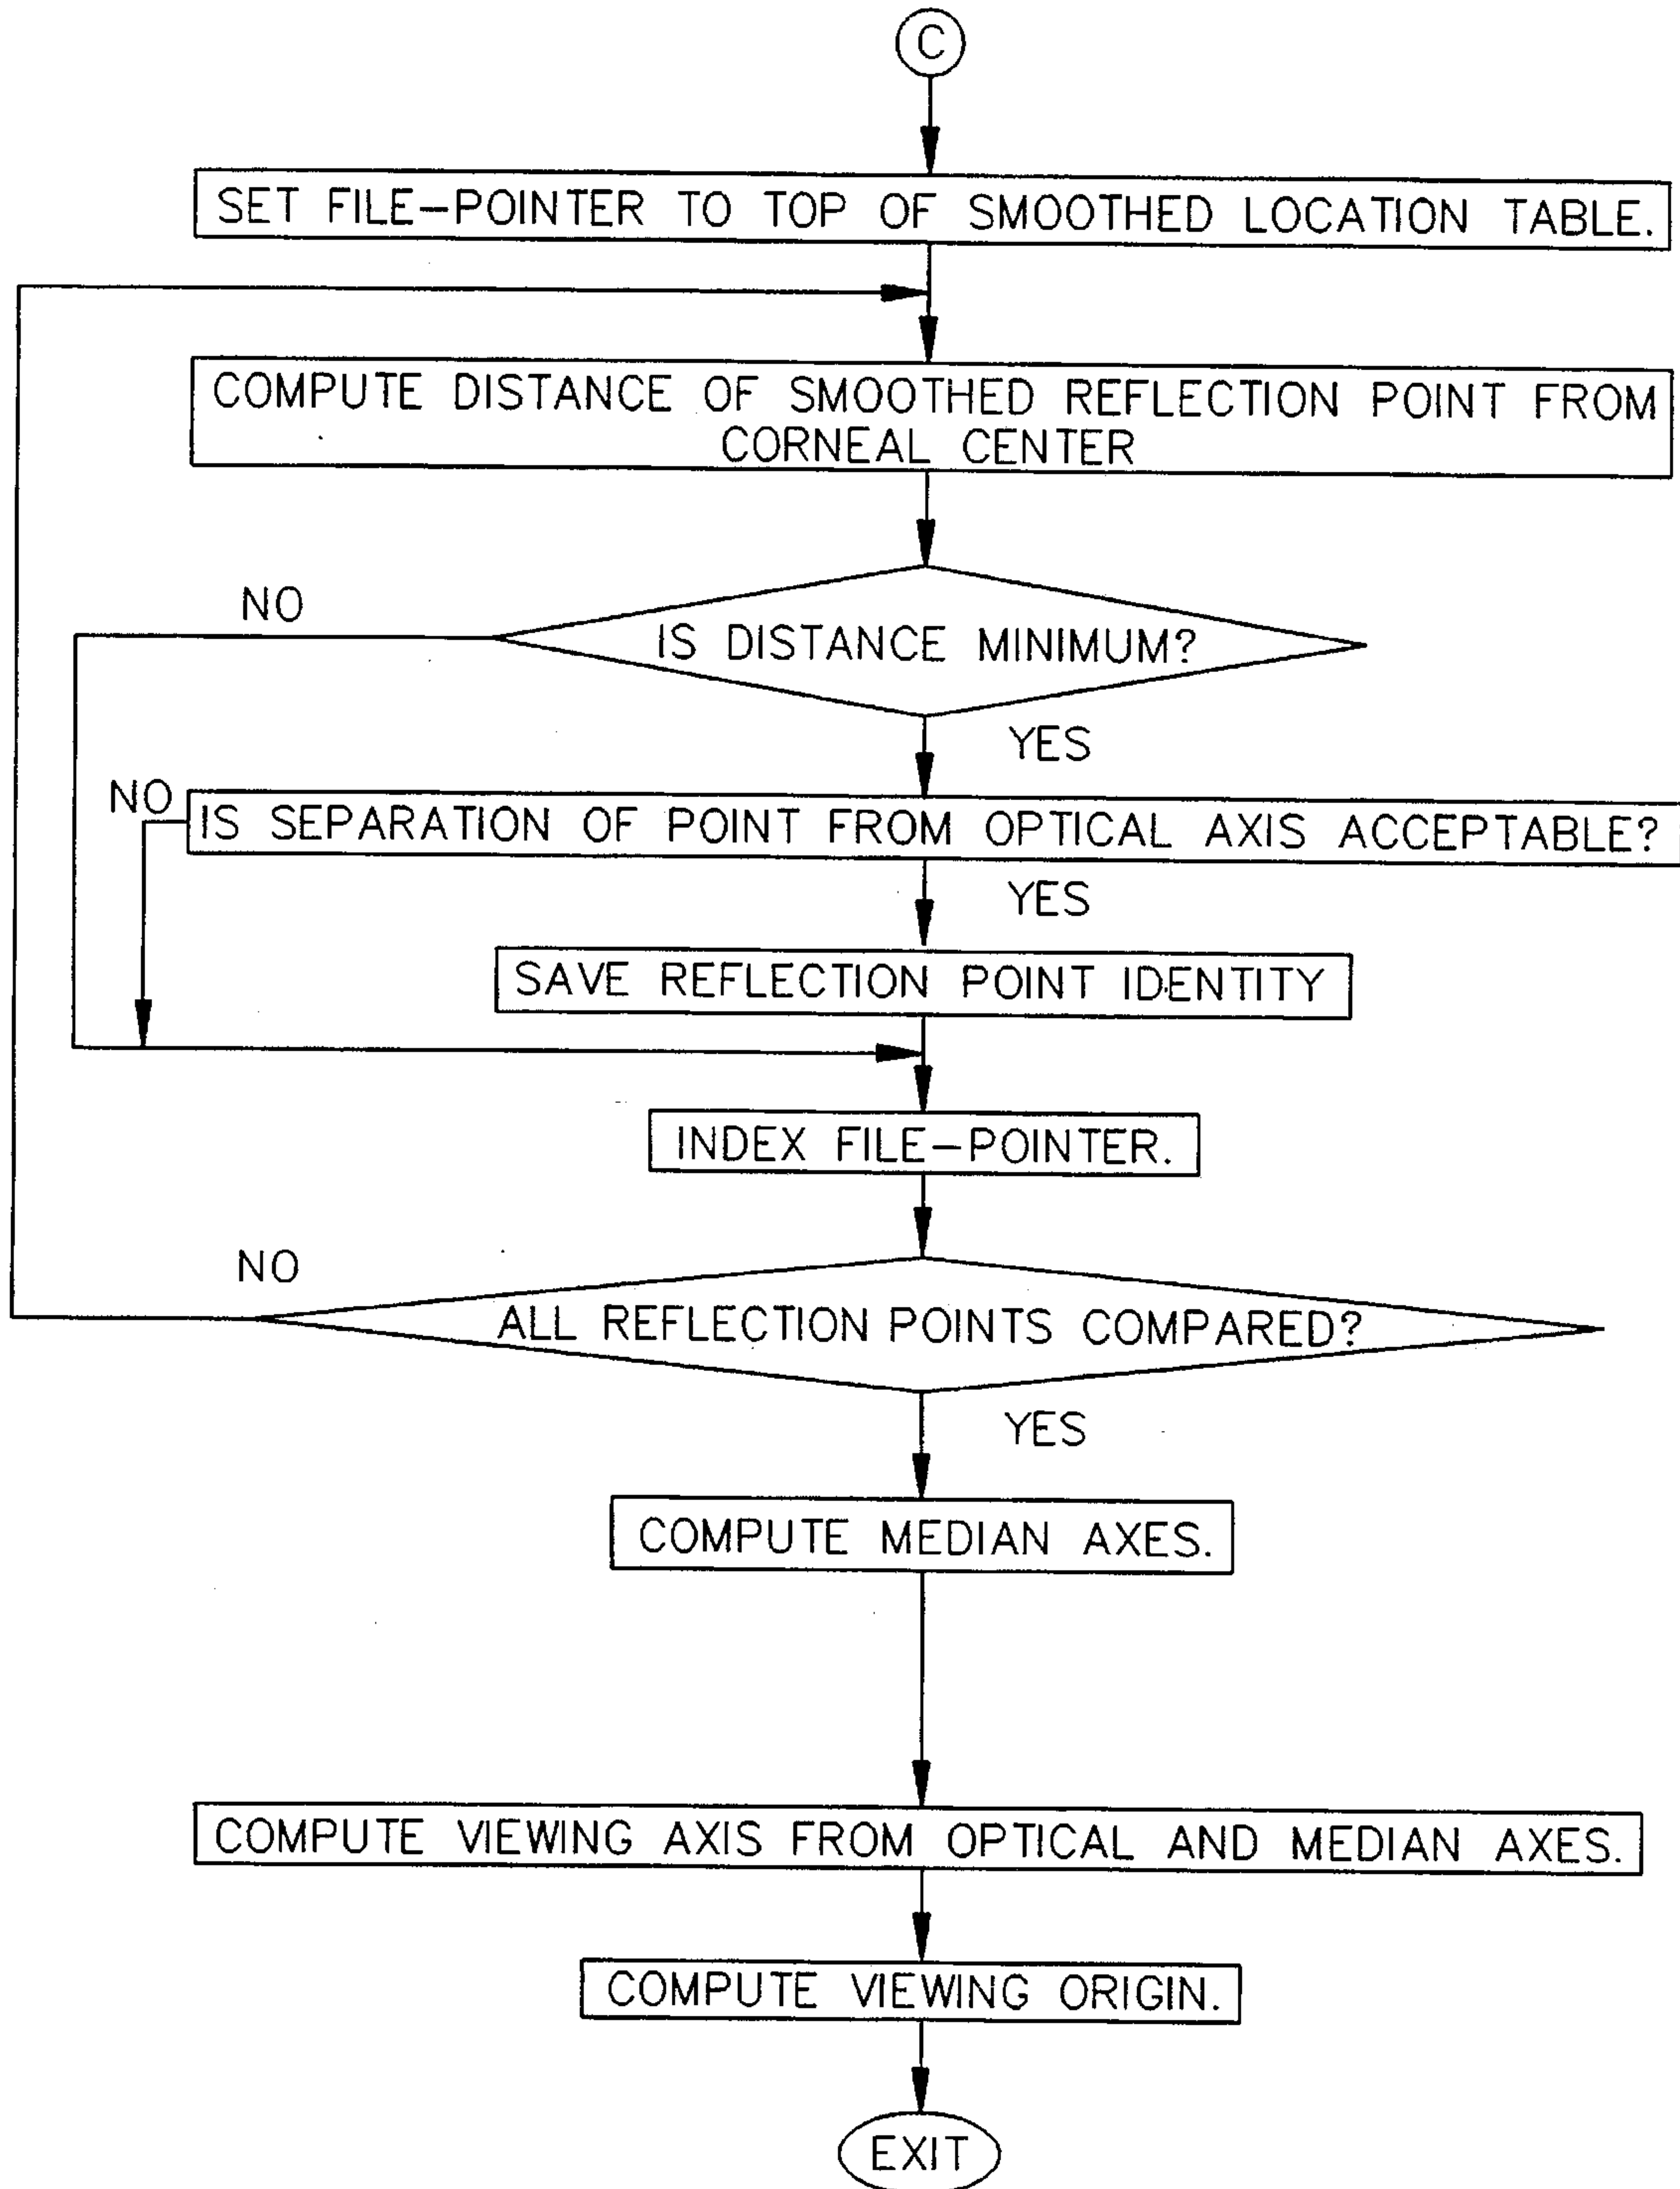 C
SET FILE-POINTER TO TOP OF SMOOTHED LOCATION TABLE.
COMPUTE DISTANCE OF SMOOTHED REFLECTION POINT FROM
CORNEAL CENTER
NO
IS DISTANCE MINIMUM?
YES
NO
IS SEPARATION OF POINT FROM OPTICAL AXIS ACCEPTABLE?
YES
SAVE REFLECTION POINT IDENTITY
INDEX FILE-POINTER.
NO
ALL REFLECTION POINTS COMPARED?
YES
COMPUTE MEDIAN AXES.
COMPUTE VIEWING AXIS FROM OPTICAL AND MEDIAN AXES.
COMPUTE VIEWING ORIGIN.
EXIT